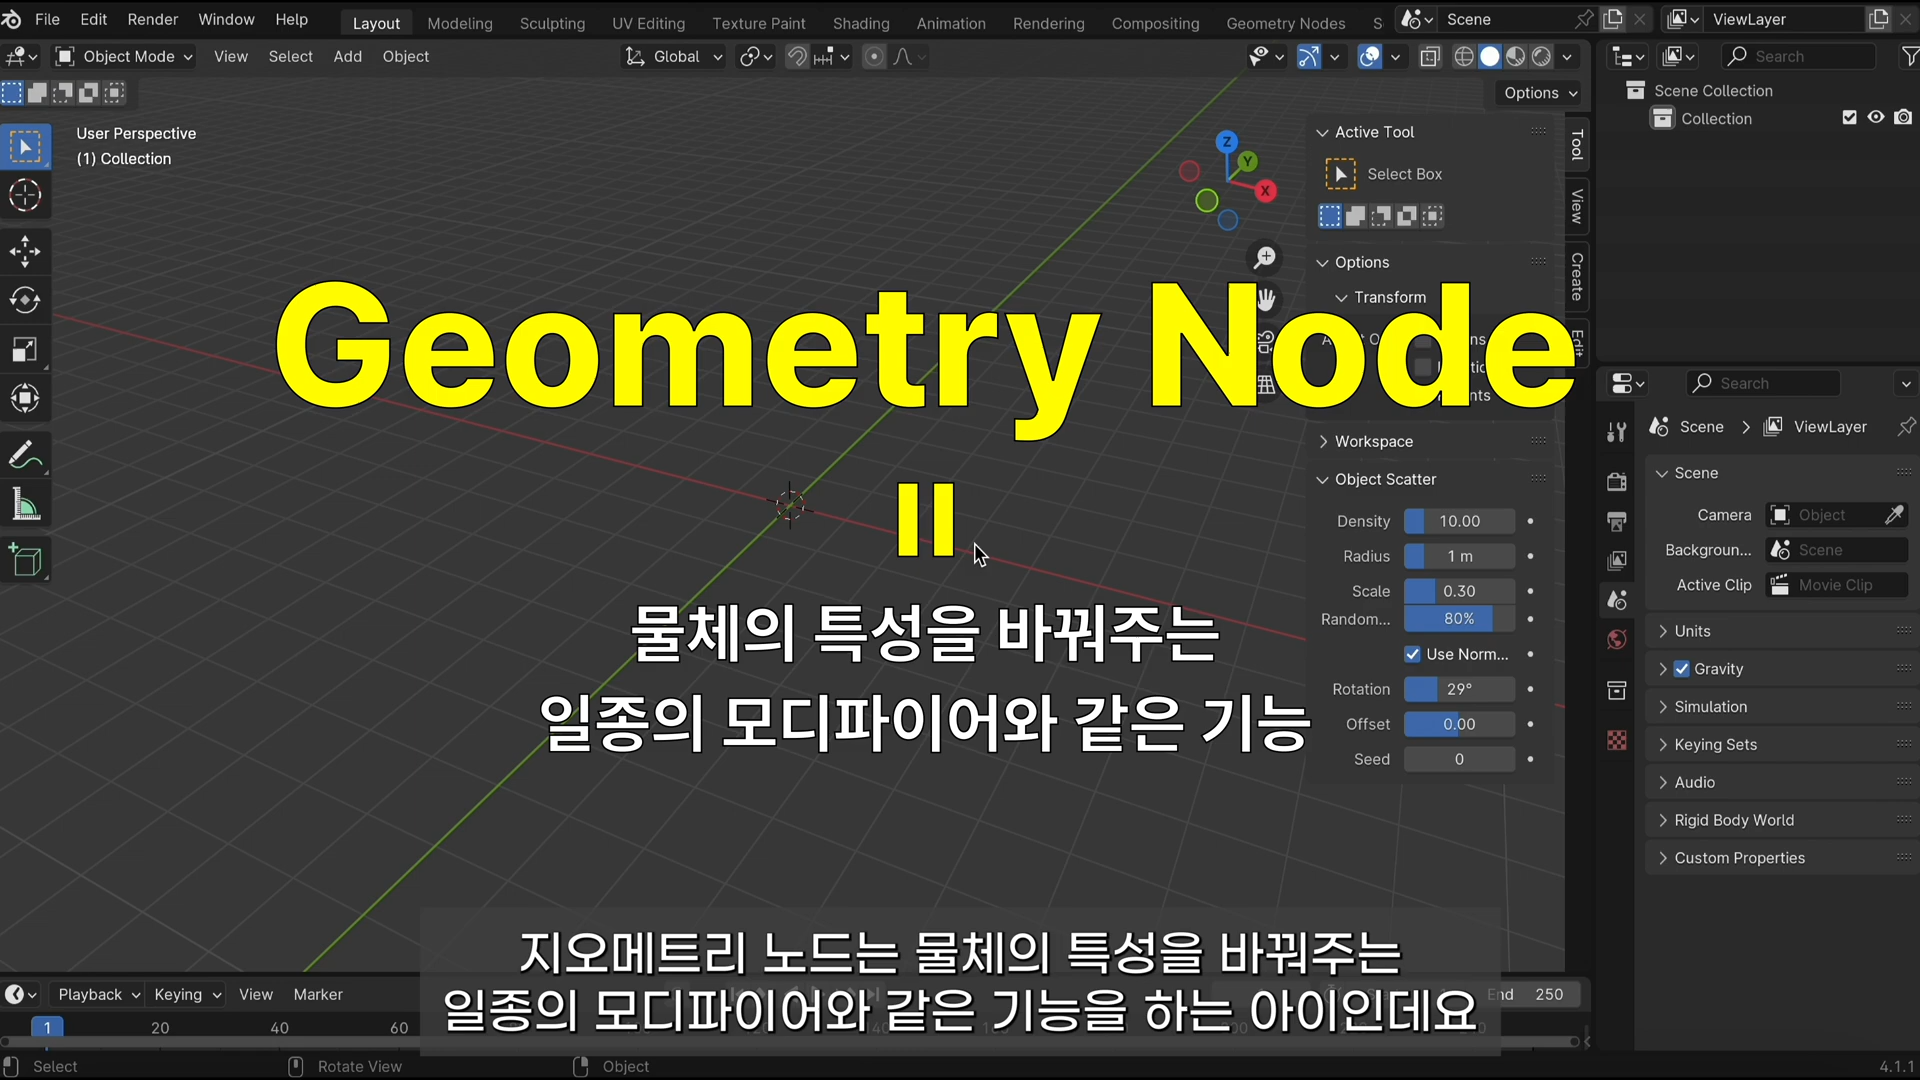 File Edit Render Window Help Layout Modeling Sculpting UV Editing Texture Paint Shading Animation Rendering Compositing Geometry Nodes S Scene ViewLayer
Object Mode View Select Add Object Global Search
Options
User Perspective
(1) Collection
Z
Y
X
Active Tool
Select Box
Options
Transform
Workspace
Object Scatter
Density 10.00
Radius 1 m
Scale 0.30
Random... 80%
Use Norm...
Rotation 29°
Offset 0.00
Seed 0
Tool
View
Create
Edit
Scene Collection
Collection
Search
Scene ViewLayer
Scene
Camera Object
Backgroun... Scene
Active Clip Movie Clip
Units
Gravity
Simulation
Keying Sets
Audio
Rigid Body World
Custom Properties
Geometry Node
=
물체의 특성을 바꿔주는
일종의 모디파이어와 같은 기능
지오메트리 노드는 물체의 특성을 바꿔주는
일종의 모디파이어와 같은 기능을 하는 아이인데요
Playback Keying View Marker End 250
1 20 40 60
Select Rotate View Object 4.1.1